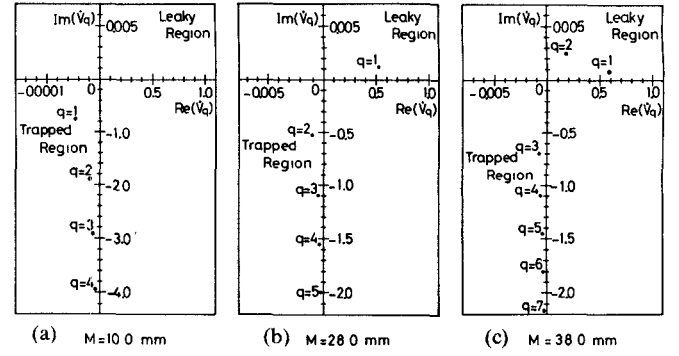 Im(V̇q)
0.005
Leaky
Region
-0.00001
0
0.5
1.0
Re(V̇q)
q=1
Trapped
Region
-1.0
q=2
-2.0
q=3
-3.0
q=4
-4.0
(a) M=10.0 mm
Im(V̇q)
0.005
Leaky
Region
q=1
-0.005
0
0.5
1.0
Re(V̇q)
q=2
-0.5
Trapped
Region
q=3
-1.0
q=4
-1.5
q=5
-2.0
(b) M=28.0 mm
Im(V̇q)
0.005
Leaky
Region
q=2
q=1
-0.005
0
0.5
1.0
Re(V̇q)
q=3
-0.5
Trapped
Region
q=4
-1.0
q=5
-1.5
q=6
q=7
-2.0
(c) M=38.0 mm